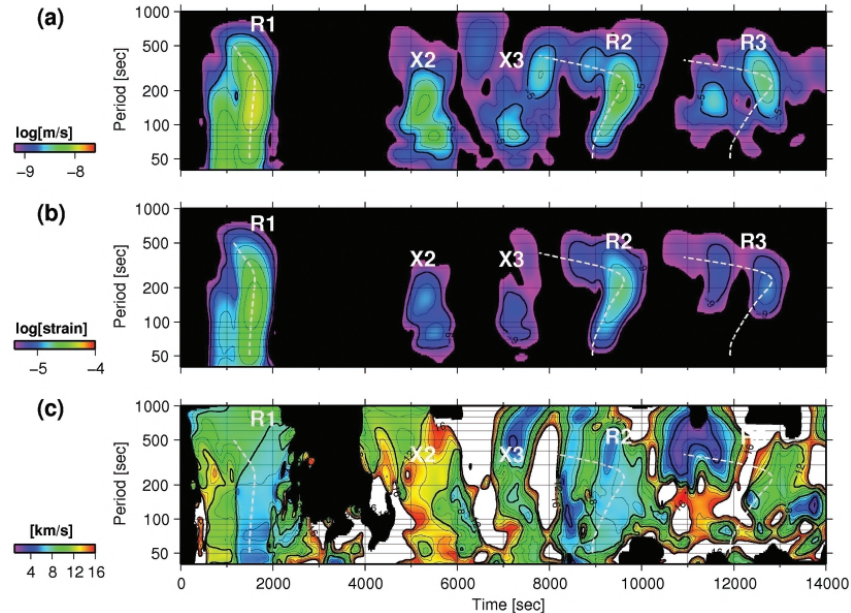 (a)
1000
500
200
100
50
Period [sec]
R1
X2
X3
R2
R3
log[m/s]
−9
−8
(b)
1000
500
200
100
50
Period [sec]
R1
X2
X3
R2
R3
log[strain]
−5
−4
(c)
1000
500
200
100
50
Period [sec]
R1
X2
X3
R2
[km/s]
4 8 12 16
0 2000 4000 6000 8000 10000 12000 14000
Time [sec]